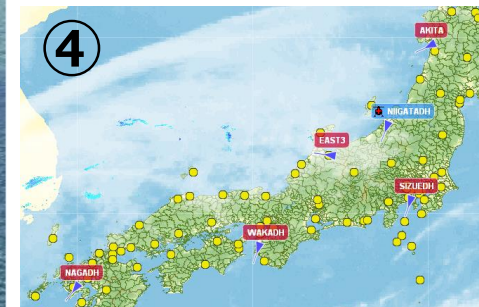 ④
AKITA
NIIGATADH
EAST3
SIZUEDH
WAKADH
NAGADH